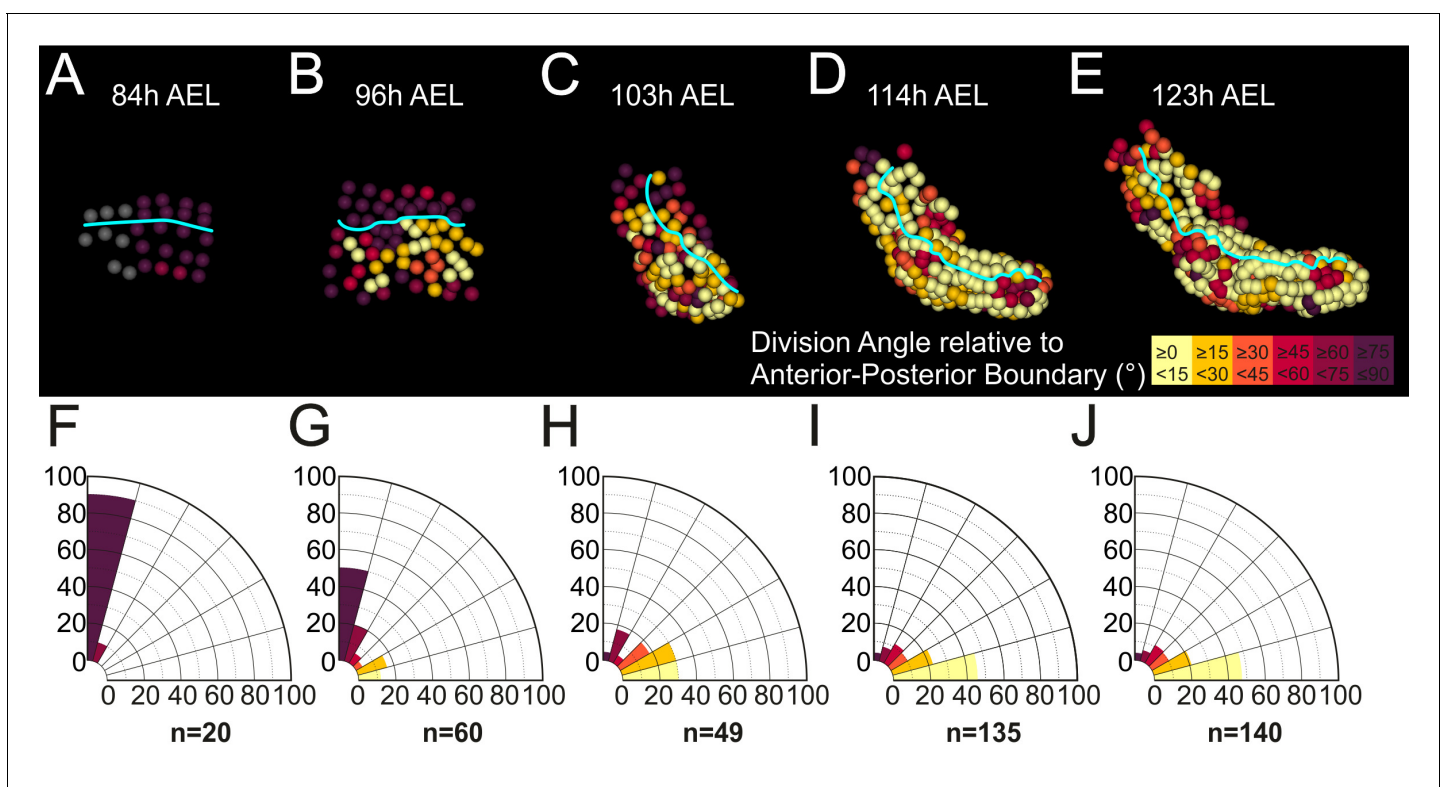 A
84h AEL
B
96h AEL
C
103h AEL
D
114h AEL
E
123h AEL
Division Angle relative to
Anterior-Posterior Boundary (°)
≥0 ≥15 ≥30 ≥45 ≥60 ≥75
<15 <30 <45 <60 <75 ≤90
F
100
80
60
40
20
0
0 20 40 60 80 100
n=20
G
100
80
60
40
20
0
0 20 40 60 80 100
n=60
H
100
80
60
40
20
0
0 20 40 60 80 100
n=49
I
100
80
60
40
20
0
0 20 40 60 80 100
n=135
J
100
80
60
40
20
0
0 20 40 60 80 100
n=140